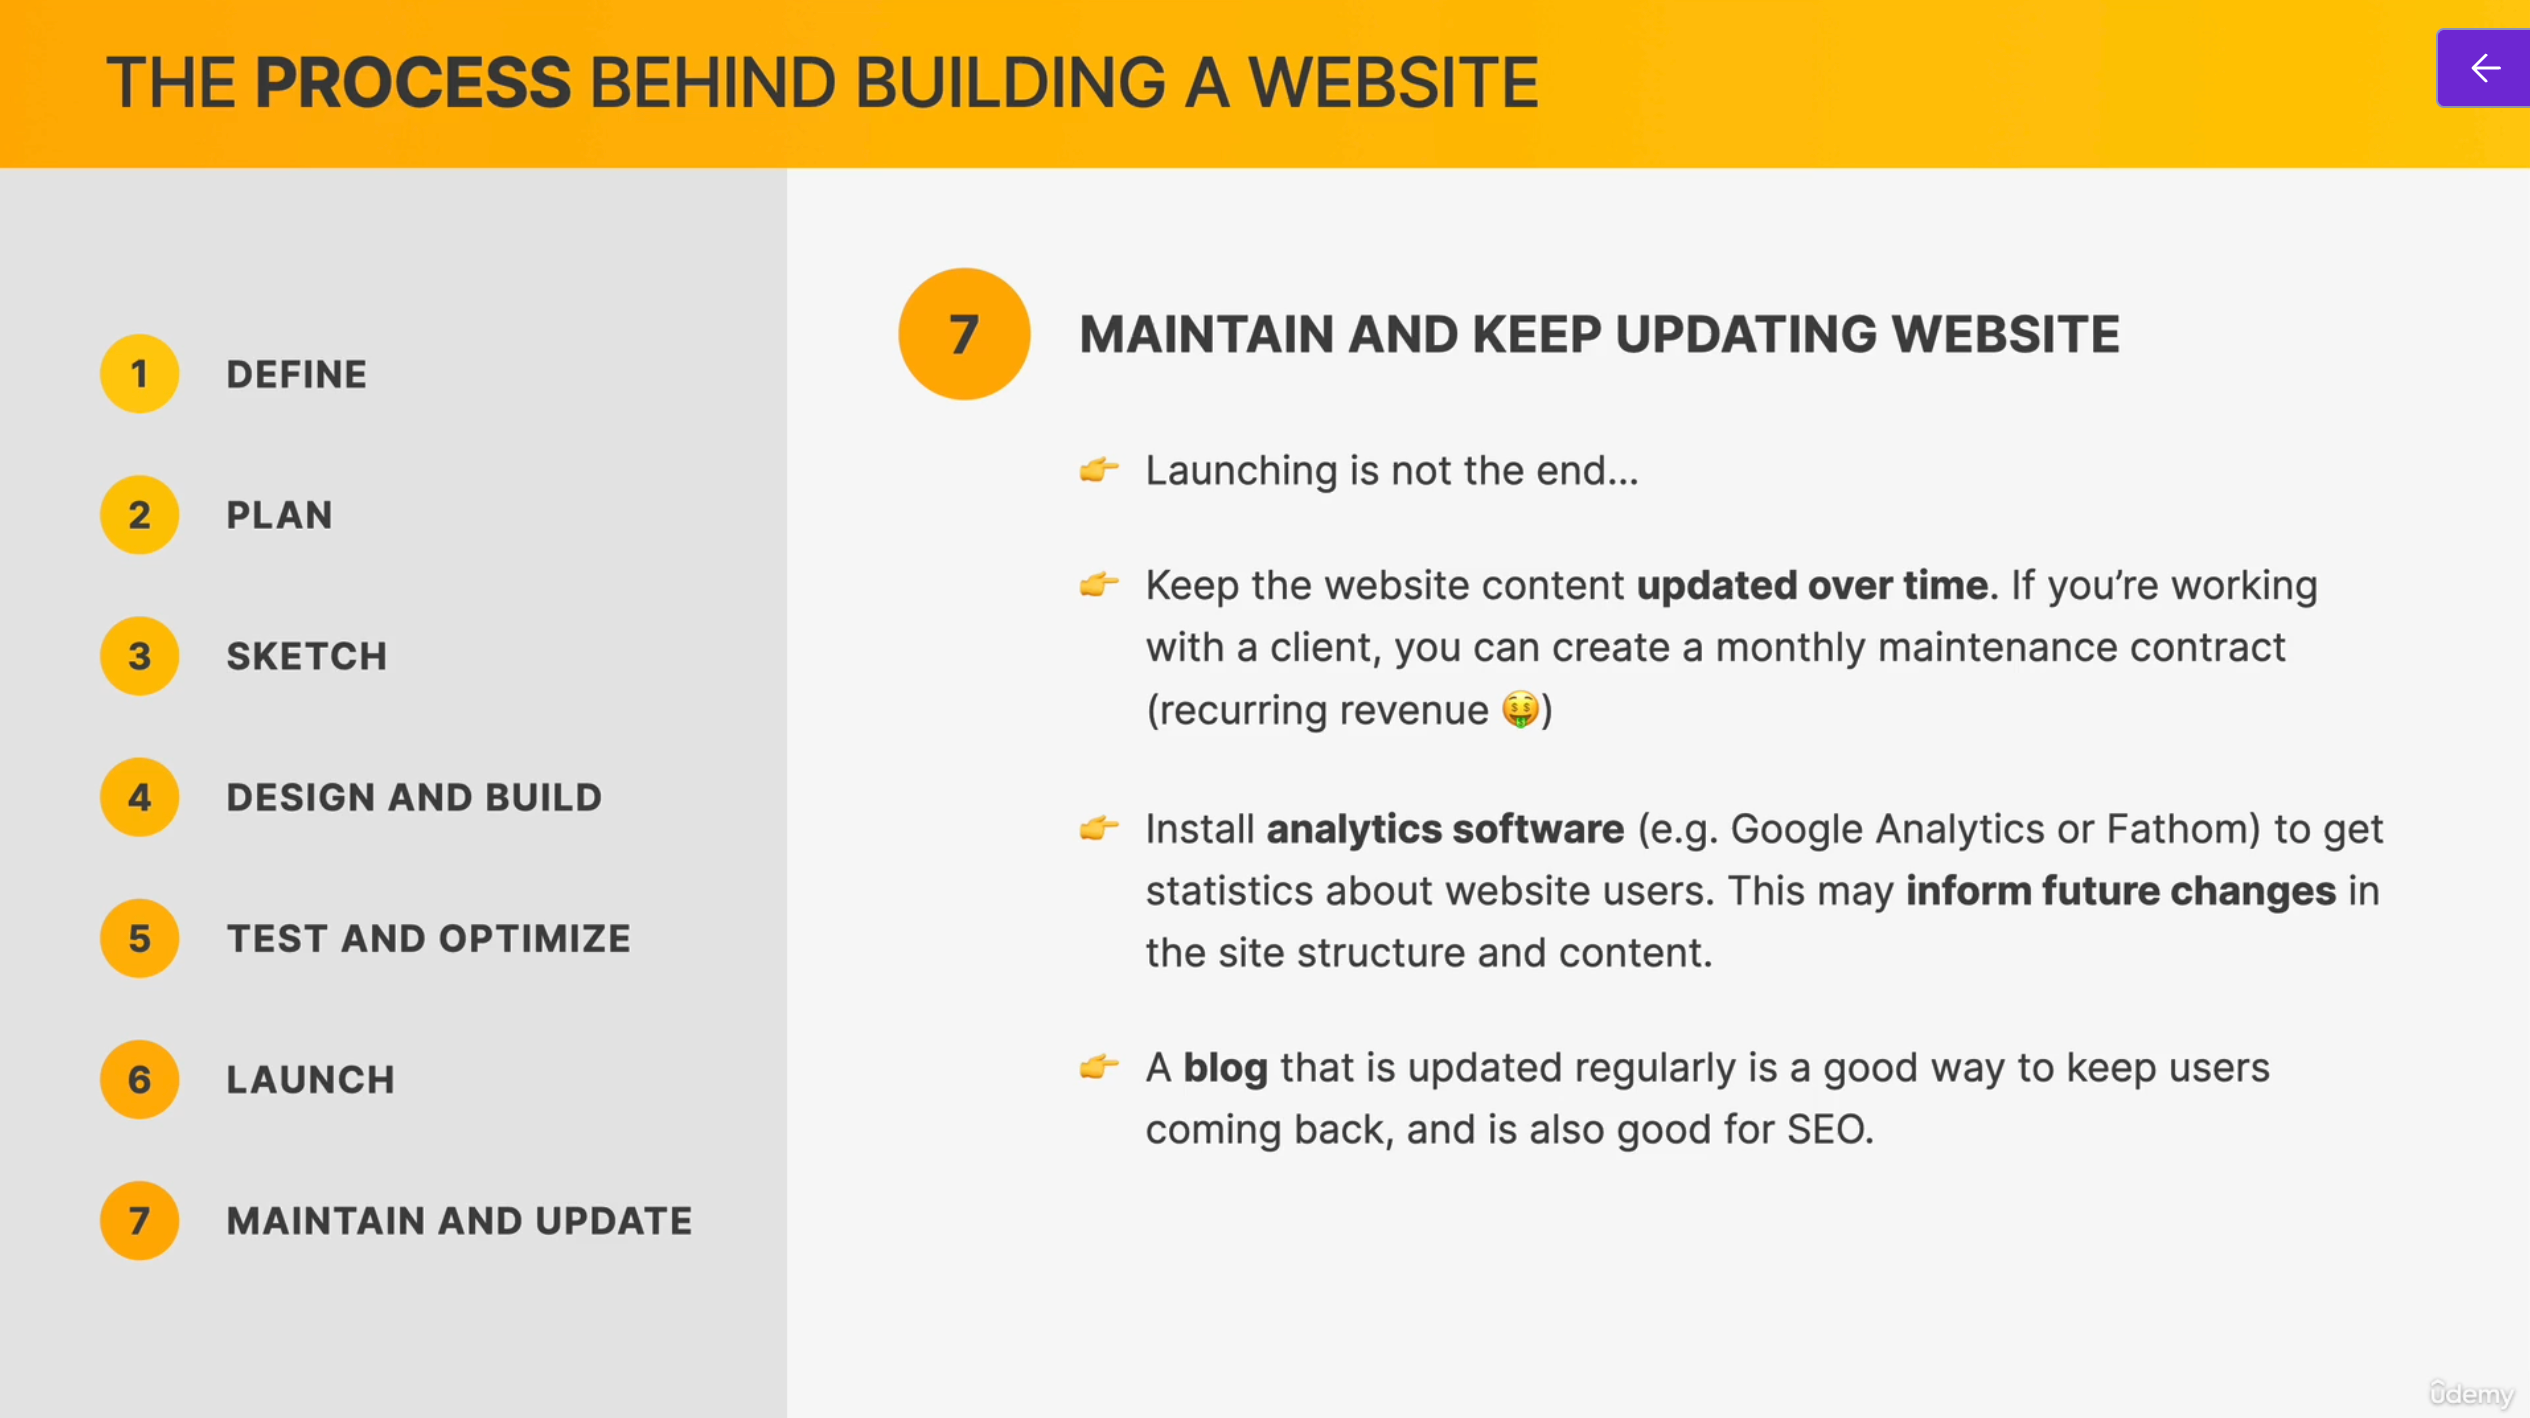 THE PROCESS BEHIND BUILDING A WEBSITE
1 DEFINE
2 PLAN
3 SKETCH
4 DESIGN AND BUILD
5 TEST AND OPTIMIZE
6 LAUNCH
7 MAINTAIN AND UPDATE
7 MAINTAIN AND KEEP UPDATING WEBSITE
👉 Launching is not the end...
👉 Keep the website content updated over time. If you’re working
with a client, you can create a monthly maintenance contract
(recurring revenue 🤑)
👉 Install analytics software (e.g. Google Analytics or Fathom) to get
statistics about website users. This may inform future changes in
the site structure and content.
👉 A blog that is updated regularly is a good way to keep users
coming back, and is also good for SEO.
ûdemy